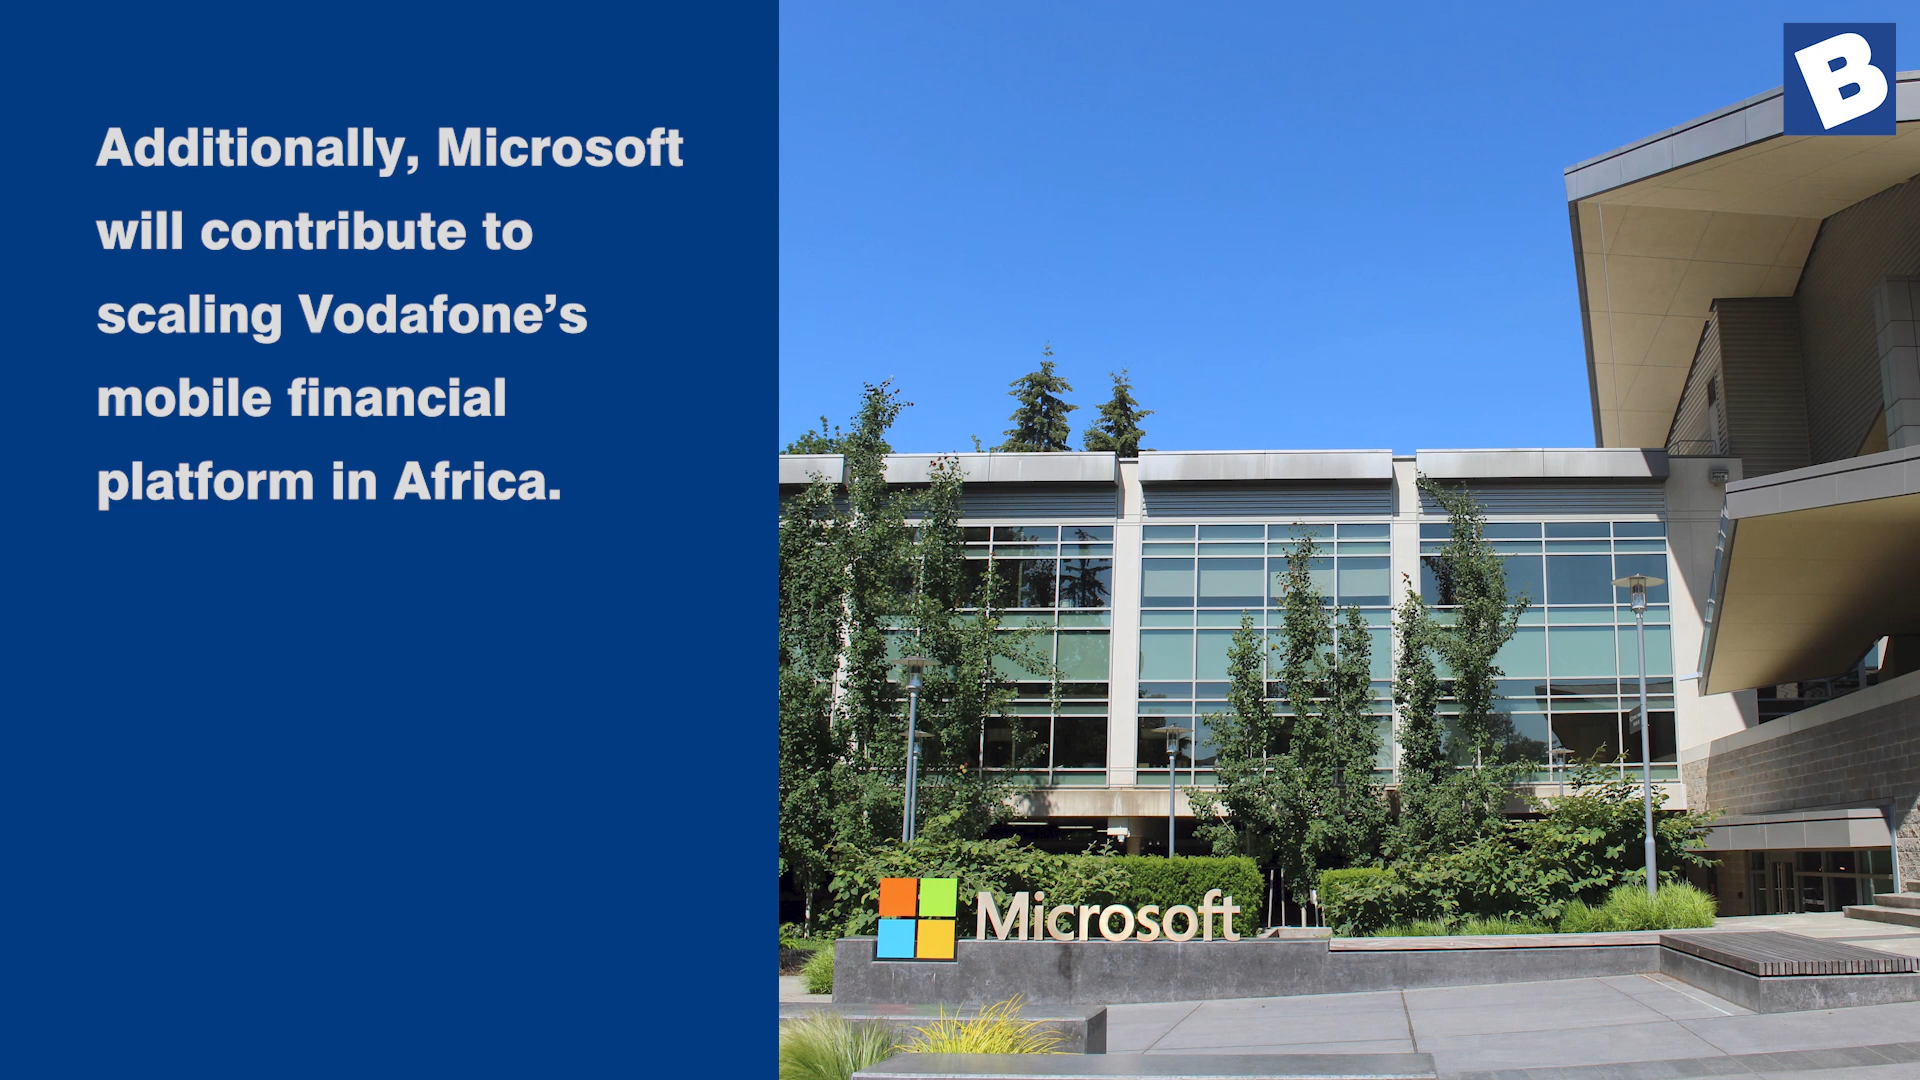 Additionally, Microsoft
will contribute to
scaling Vodafone’s
mobile financial
platform in Africa.
B
Microsoft